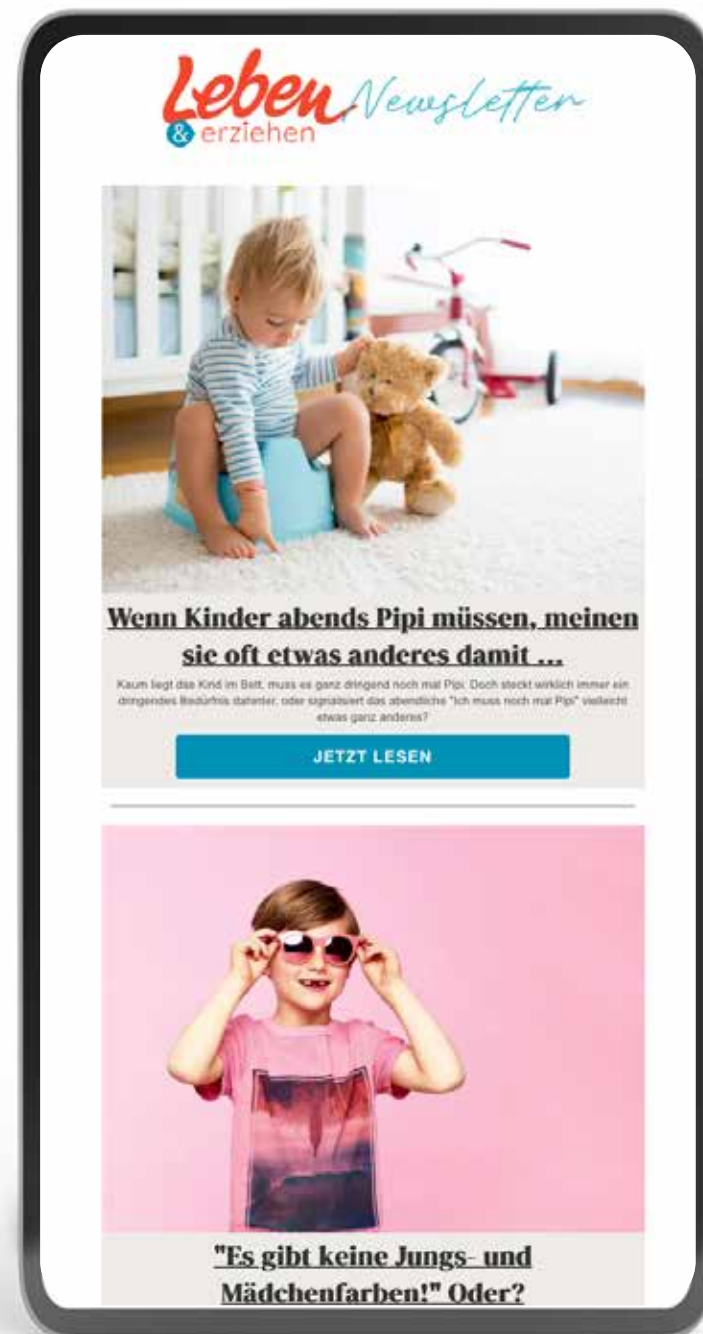 Leben Newsletter
& erziehen
Wenn Kinder abends Pipi müssen, meinen
sie oft etwas anderes damit …
Kaum liegt das Kind im Bett, muss es ganz dringend noch mal Pipi. Doch steckt wirklich immer ein
dringendes Bedürfnis dahinter, oder signalisiert das abendliche "Ich muss noch mal Pipi" vielleicht
etwas ganz anderes?
JETZT LESEN
"Es gibt keine Jungs- und
Mädchenfarben!" Oder?